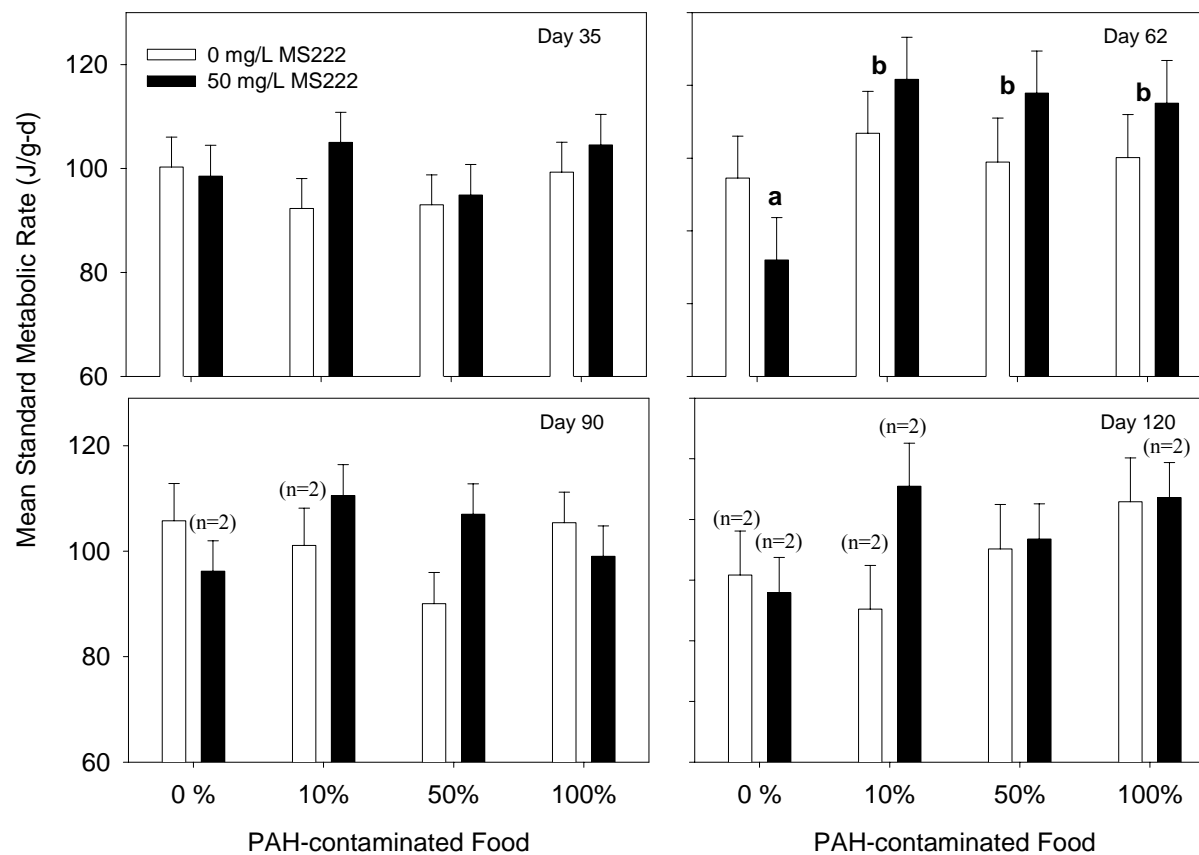 Mean Standard Metabolic Rate (J/g-d)
0 mg/L MS222
50 mg/L MS222
Day 35
120
100
80
60
Day 62
a
b
b
b
Day 90
120
100
80
60
(n=2)
(n=2)
0 %
10%
50%
100%
PAH-contaminated Food
Day 120
(n=2)
(n=2)
(n=2)
(n=2)
(n=2)
0 %
10%
50%
100%
PAH-contaminated Food